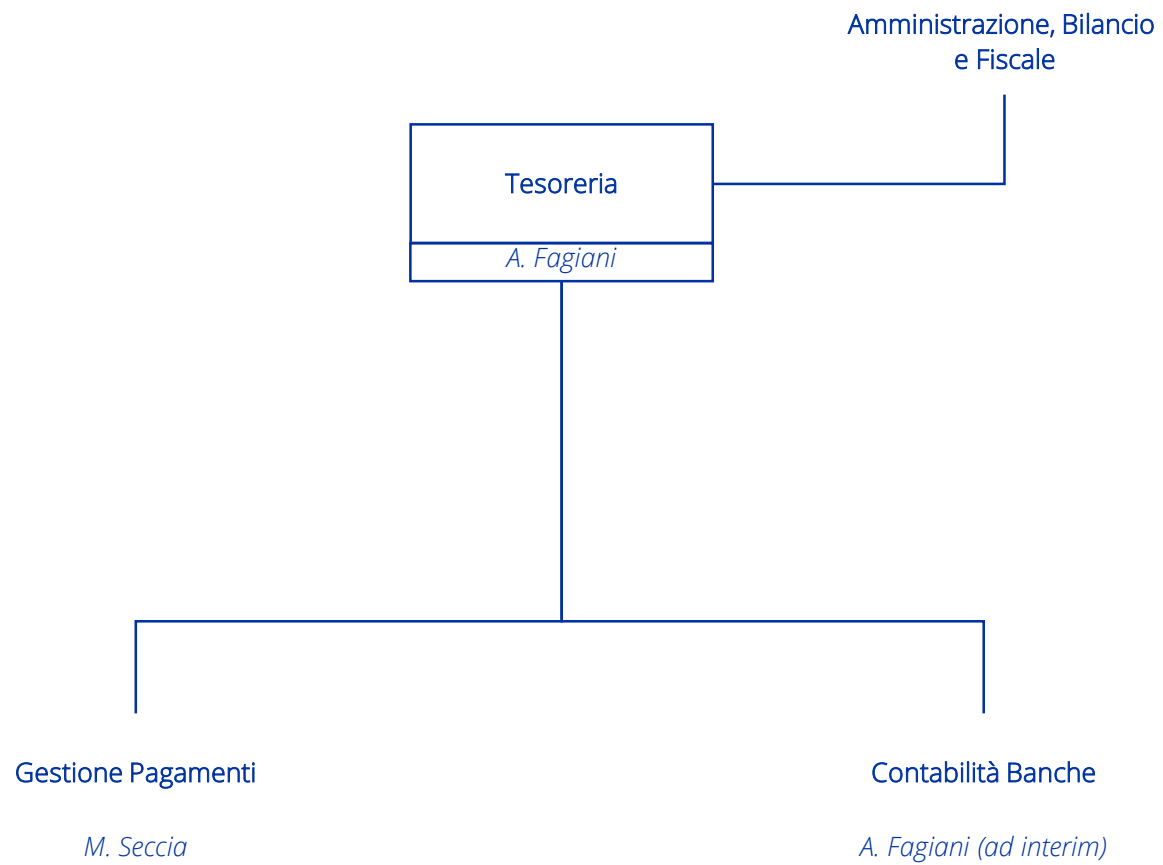 Amministrazione, Bilancio
e Fiscale
Tesoreria
A. Fagiani
Gestione Pagamenti
M. Seccia
Contabilità Banche
A. Fagiani (ad interim)